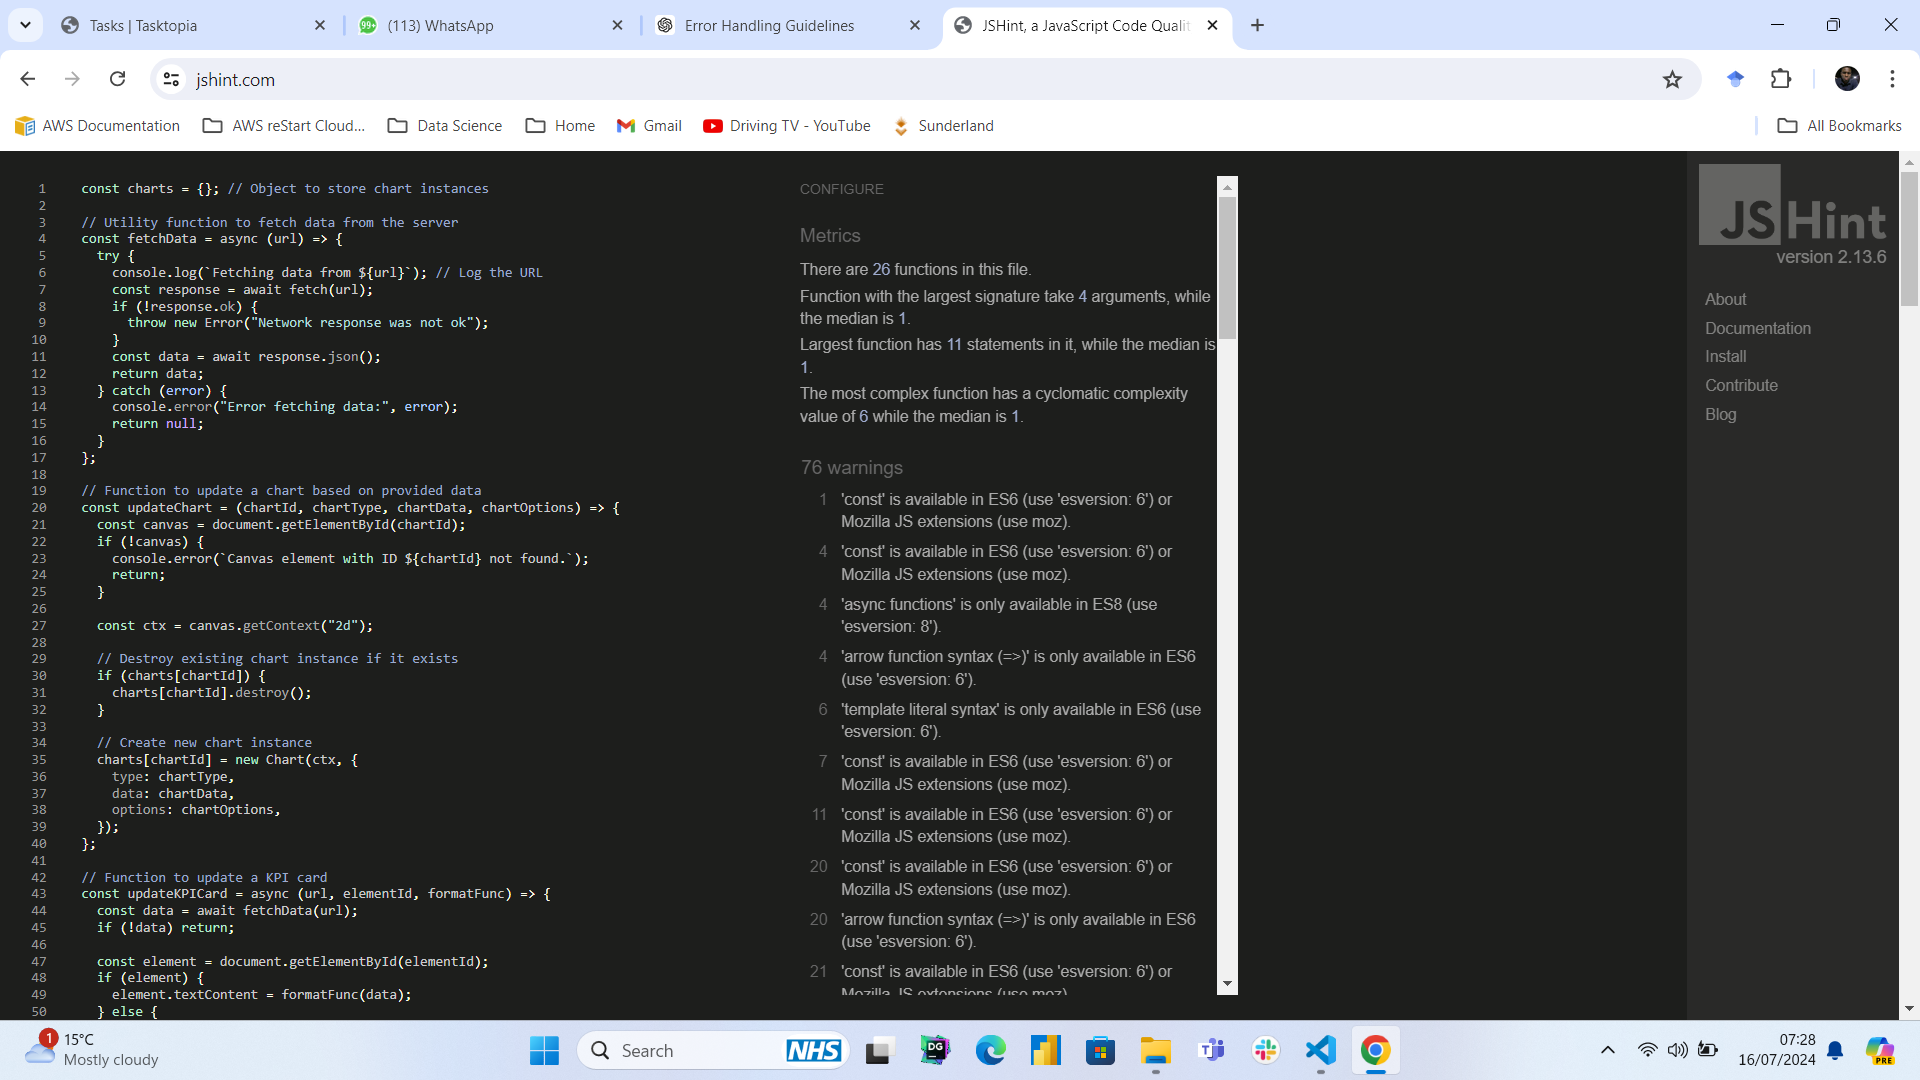 Tasks | Tasktopia
99+
(113) WhatsApp
Error Handling Guidelines
JSHint, a JavaScript Code Qualit
jshint.com
AWS Documentation
AWS reStart Cloud...
Data Science
Home
Gmail
Driving TV - YouTube
Sunderland
All Bookmarks
1 const charts = {}; // Object to store chart instances
2
3 // Utility function to fetch data from the server
4 const fetchData = async (url) => {
5 try {
6 console.log(`Fetching data from ${url}`); // Log the URL
7 const response = await fetch(url);
8 if (!response.ok) {
9 throw new Error("Network response was not ok");
10 }
11 const data = await response.json();
12 return data;
13 } catch (error) {
14 console.error("Error fetching data:", error);
15 return null;
16 }
17 };
18
19 // Function to update a chart based on provided data
20 const updateChart = (chartId, chartType, chartData, chartOptions) => {
21 const canvas = document.getElementById(chartId);
22 if (!canvas) {
23 console.error(`Canvas element with ID ${chartId} not found.`);
24 return;
25 }
26
27 const ctx = canvas.getContext("2d");
28
29 // Destroy existing chart instance if it exists
30 if (charts[chartId]) {
31 charts[chartId].destroy();
32 }
33
34 // Create new chart instance
35 charts[chartId] = new Chart(ctx, {
36 type: chartType,
37 data: chartData,
38 options: chartOptions,
39 });
40 };
41
42 // Function to update a KPI card
43 const updateKPICard = async (url, elementId, formatFunc) => {
44 const data = await fetchData(url);
45 if (!data) return;
46
47 const element = document.getElementById(elementId);
48 if (element) {
49 element.textContent = formatFunc(data);
50 } else {
CONFIGURE
Metrics
There are 26 functions in this file.
Function with the largest signature take 4 arguments, while
the median is 1.
Largest function has 11 statements in it, while the median is
1.
The most complex function has a cyclomatic complexity
value of 6 while the median is 1.
76 warnings
1 'const' is available in ES6 (use 'esversion: 6') or
Mozilla JS extensions (use moz).
4 'const' is available in ES6 (use 'esversion: 6') or
Mozilla JS extensions (use moz).
4 'async functions' is only available in ES8 (use
'esversion: 8').
4 'arrow function syntax (=>)' is only available in ES6
(use 'esversion: 6').
6 'template literal syntax' is only available in ES6 (use
'esversion: 6').
7 'const' is available in ES6 (use 'esversion: 6') or
Mozilla JS extensions (use moz).
11 'const' is available in ES6 (use 'esversion: 6') or
Mozilla JS extensions (use moz).
20 'const' is available in ES6 (use 'esversion: 6') or
Mozilla JS extensions (use moz).
20 'arrow function syntax (=>)' is only available in ES6
(use 'esversion: 6').
21 'const' is available in ES6 (use 'esversion: 6') or
Mozilla JS extensions (use moz).
JSHint
version 2.13.6
About
Documentation
Install
Contribute
Blog
1
15°C
Mostly cloudy
Search
NHS
DG
07:28
16/07/2024
PRE